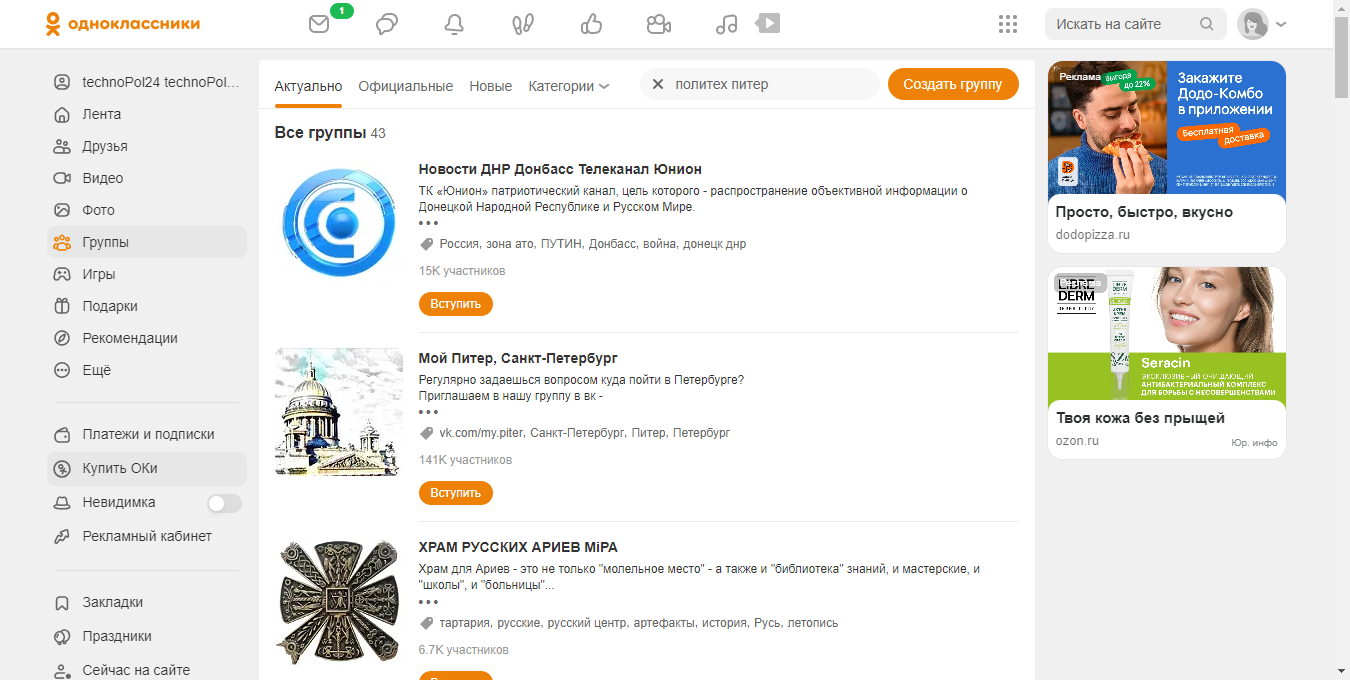 одноклассники
1
Искать на сайте
technoPol24 technoPol…
Лента
Друзья
Видео
Фото
Группы
Игры
Подарки
Рекомендации
Ещё
Платежи и подписки
Купить ОКи
Невидимка
Рекламный кабинет
Закладки
Праздники
Сейчас на сайте
Актуально Официальные Новые Категории
политех питер
Создать группу
Все группы 43
Новости ДНР Донбасс Телеканал Юнион
ТК «Юнион» патриотический канал, цель которого - распространение объективной информации о
Донецкой Народной Республике и Русском Мире.
Россия, зона ато, ПУТИН, Донбасс, война, донецк днр
15K участников
Вступить
Мой Питер, Санкт-Петербург
Регулярно задаешься вопросом куда пойти в Петербурге?
Приглашаем в нашу группу в вк -
vk.com/my.piter, Санкт-Петербург, Питер, Петербург
141K участников
Вступить
ХРАМ РУССКИХ АРИЕВ МiРА
Храм для Ариев - это не только "молельное место" - а также и "библиотека" знаний, и мастерские, и
"школы", и "больницы"...
тартария, русские, русский центр, артефакты, история, Русь, летопись
6.7K участников
Вступить
Реклама
выгода
до 22%
Закажите
Додо-Комбо
в приложении
Бесплатная
доставка
Просто, быстро, вкусно
dodopizza.ru
Реклама
LIBRE
DERM
Seracin
ЭКСКЛЮЗИВНЫЙ ОЧИЩАЮЩИЙ
АНТИБАКТЕРИАЛЬНЫЙ КОМПЛЕКС
ДЛЯ БОРЬБЫ С НЕСОВЕРШЕНСТВАМИ
Твоя кожа без прыщей
ozon.ru
Юр. инфо